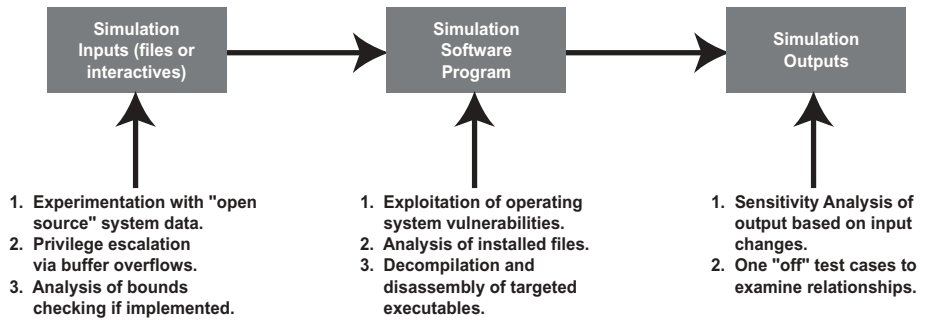 Simulation
Inputs (files or
interactives)
Simulation
Software
Program
Simulation
Outputs
1. Experimentation with "open
source" system data.
2. Privilege escalation
via buffer overflows.
3. Analysis of bounds
checking if implemented.
1. Exploitation of operating
system vulnerabilities.
2. Analysis of installed files.
3. Decompilation and
disassembly of targeted
executables.
1. Sensitivity Analysis of
output based on input
changes.
2. One "off" test cases to
examine relationships.